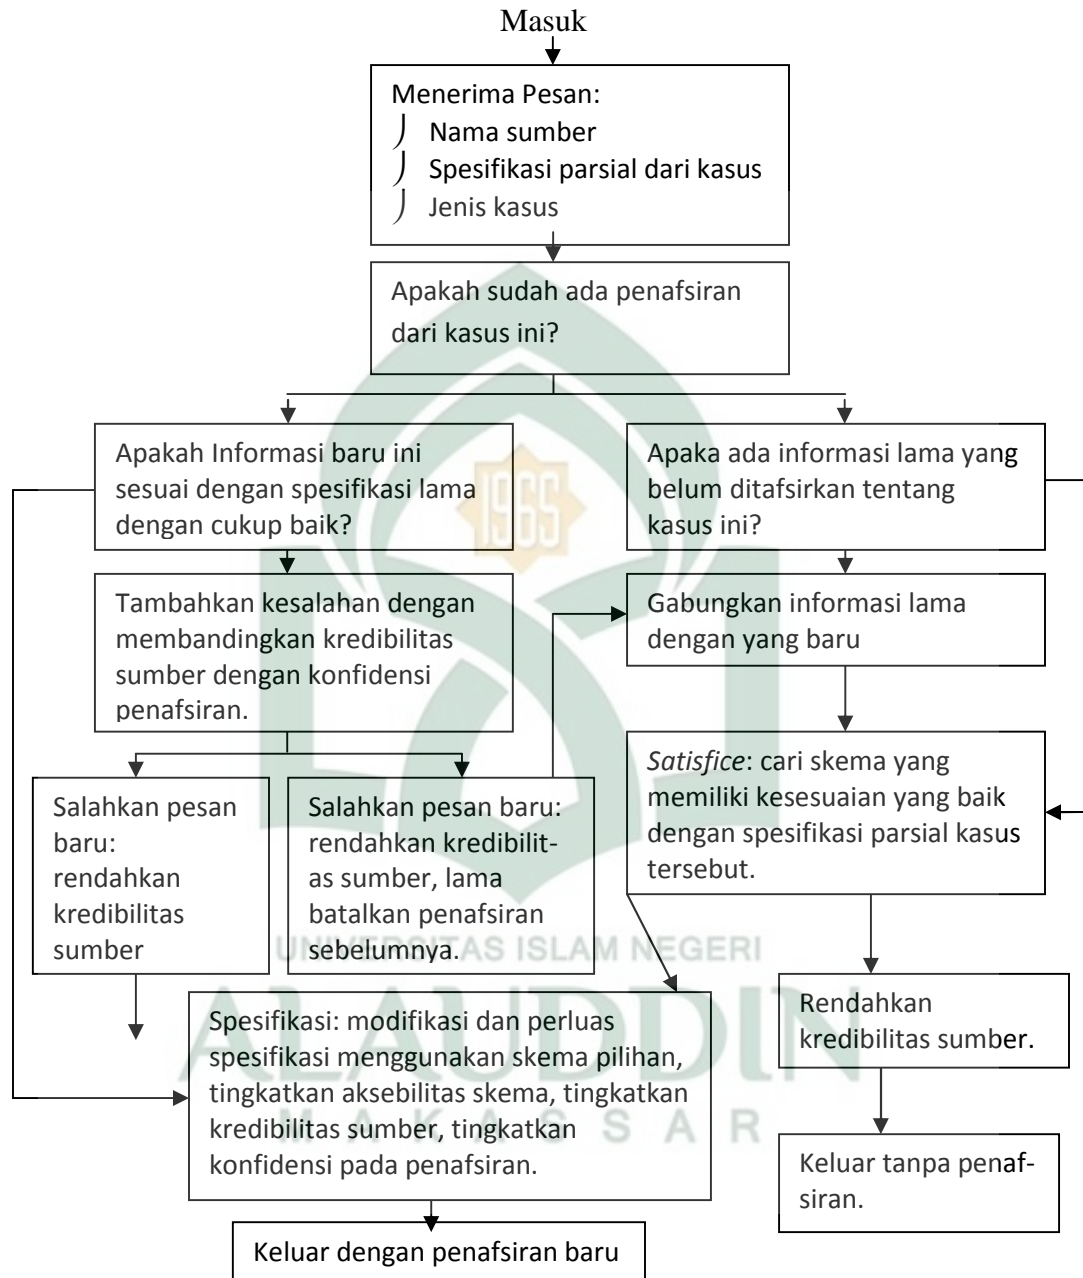 Masuk
Menerima Pesan:
Nama sumber
Spesifikasi parsial dari kasus
Jenis kasus
Apakah sudah ada penafsiran
dari kasus ini?
Apakah Informasi baru ini
sesuai dengan spesifikasi lama
dengan cukup baik?
Apaka ada informasi lama yang
belum ditafsirkan tentang
kasus ini?
1965
Tambahkan kesalahan dengan
membandingkan kredibilitas
sumber dengan konfidensi
penafsiran.
Gabungkan informasi lama
dengan yang baru
Salahkan pesan
baru:
rendahkan
kredibilitas
sumber
Salahkan pesan baru:
rendahkan kredibilit-
as sumber, lama
batalkan penafsiran
sebelumnya.
Satisfice: cari skema yang
memiliki kesesuaian yang baik
dengan spesifikasi parsial kasus
tersebut.
UNIVERSITAS ISLAM NEGERI
ALAUDDIN
MAKASSAR
Spesifikasi: modifikasi dan perluas
spesifikasi menggunakan skema pilihan,
tingkatkan aksebilitas skema, tingkatkan
kredibilitas sumber, tingkatkan
konfidensi pada penafsiran.
Rendahkan
kredibilitas sumber.
Keluar tanpa penaf-
siran.
Keluar dengan penafsiran baru